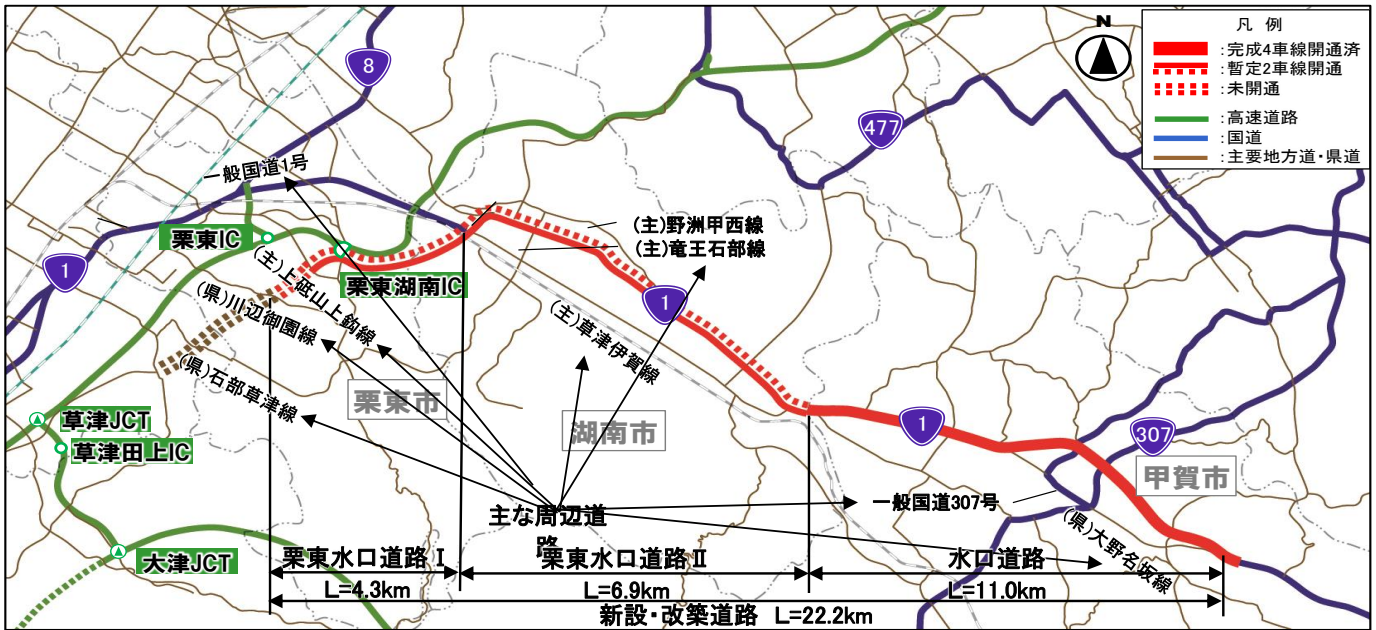 凡 例
:完成4車線開通済
:暫定2車線開通
:未開通
:高速道路
:国道
:主要地方道・県道
N
8
477
一般国道1号
(主)野洲甲西線
(主)竜王石部線
栗東IC
1
(主)上砥山上鈎線
栗東湖南IC
(県)川辺御園線
1
(主)草津伊賀線
(県)石部草津線
栗東市
草津JCT
湖南市
1
307
草津田上IC
甲賀市
一般国道307号
主な周辺道
路
(県)大野名坂線
大津JCT
栗東水口道路Ⅰ
栗東水口道路Ⅱ
水口道路
L=4.3km
L=6.9km
L=11.0km
新設・改築道路 L=22.2km